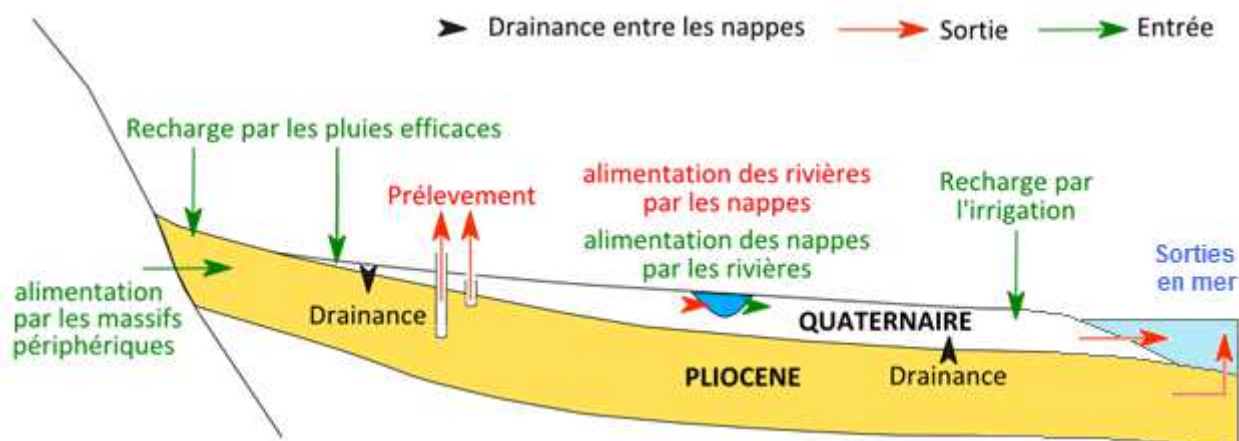 Drainance entre les nappes
Sortie
Entrée
Recharge par les pluies efficaces
Prélevement
alimentation des rivières
par les nappes
alimentation des nappes
par les rivières
Recharge par
l'irrigation
Sorties
en mer
alimentation
par les massifs
périphériques
Drainance
QUATERNAIRE
PLIOCENE
Drainance